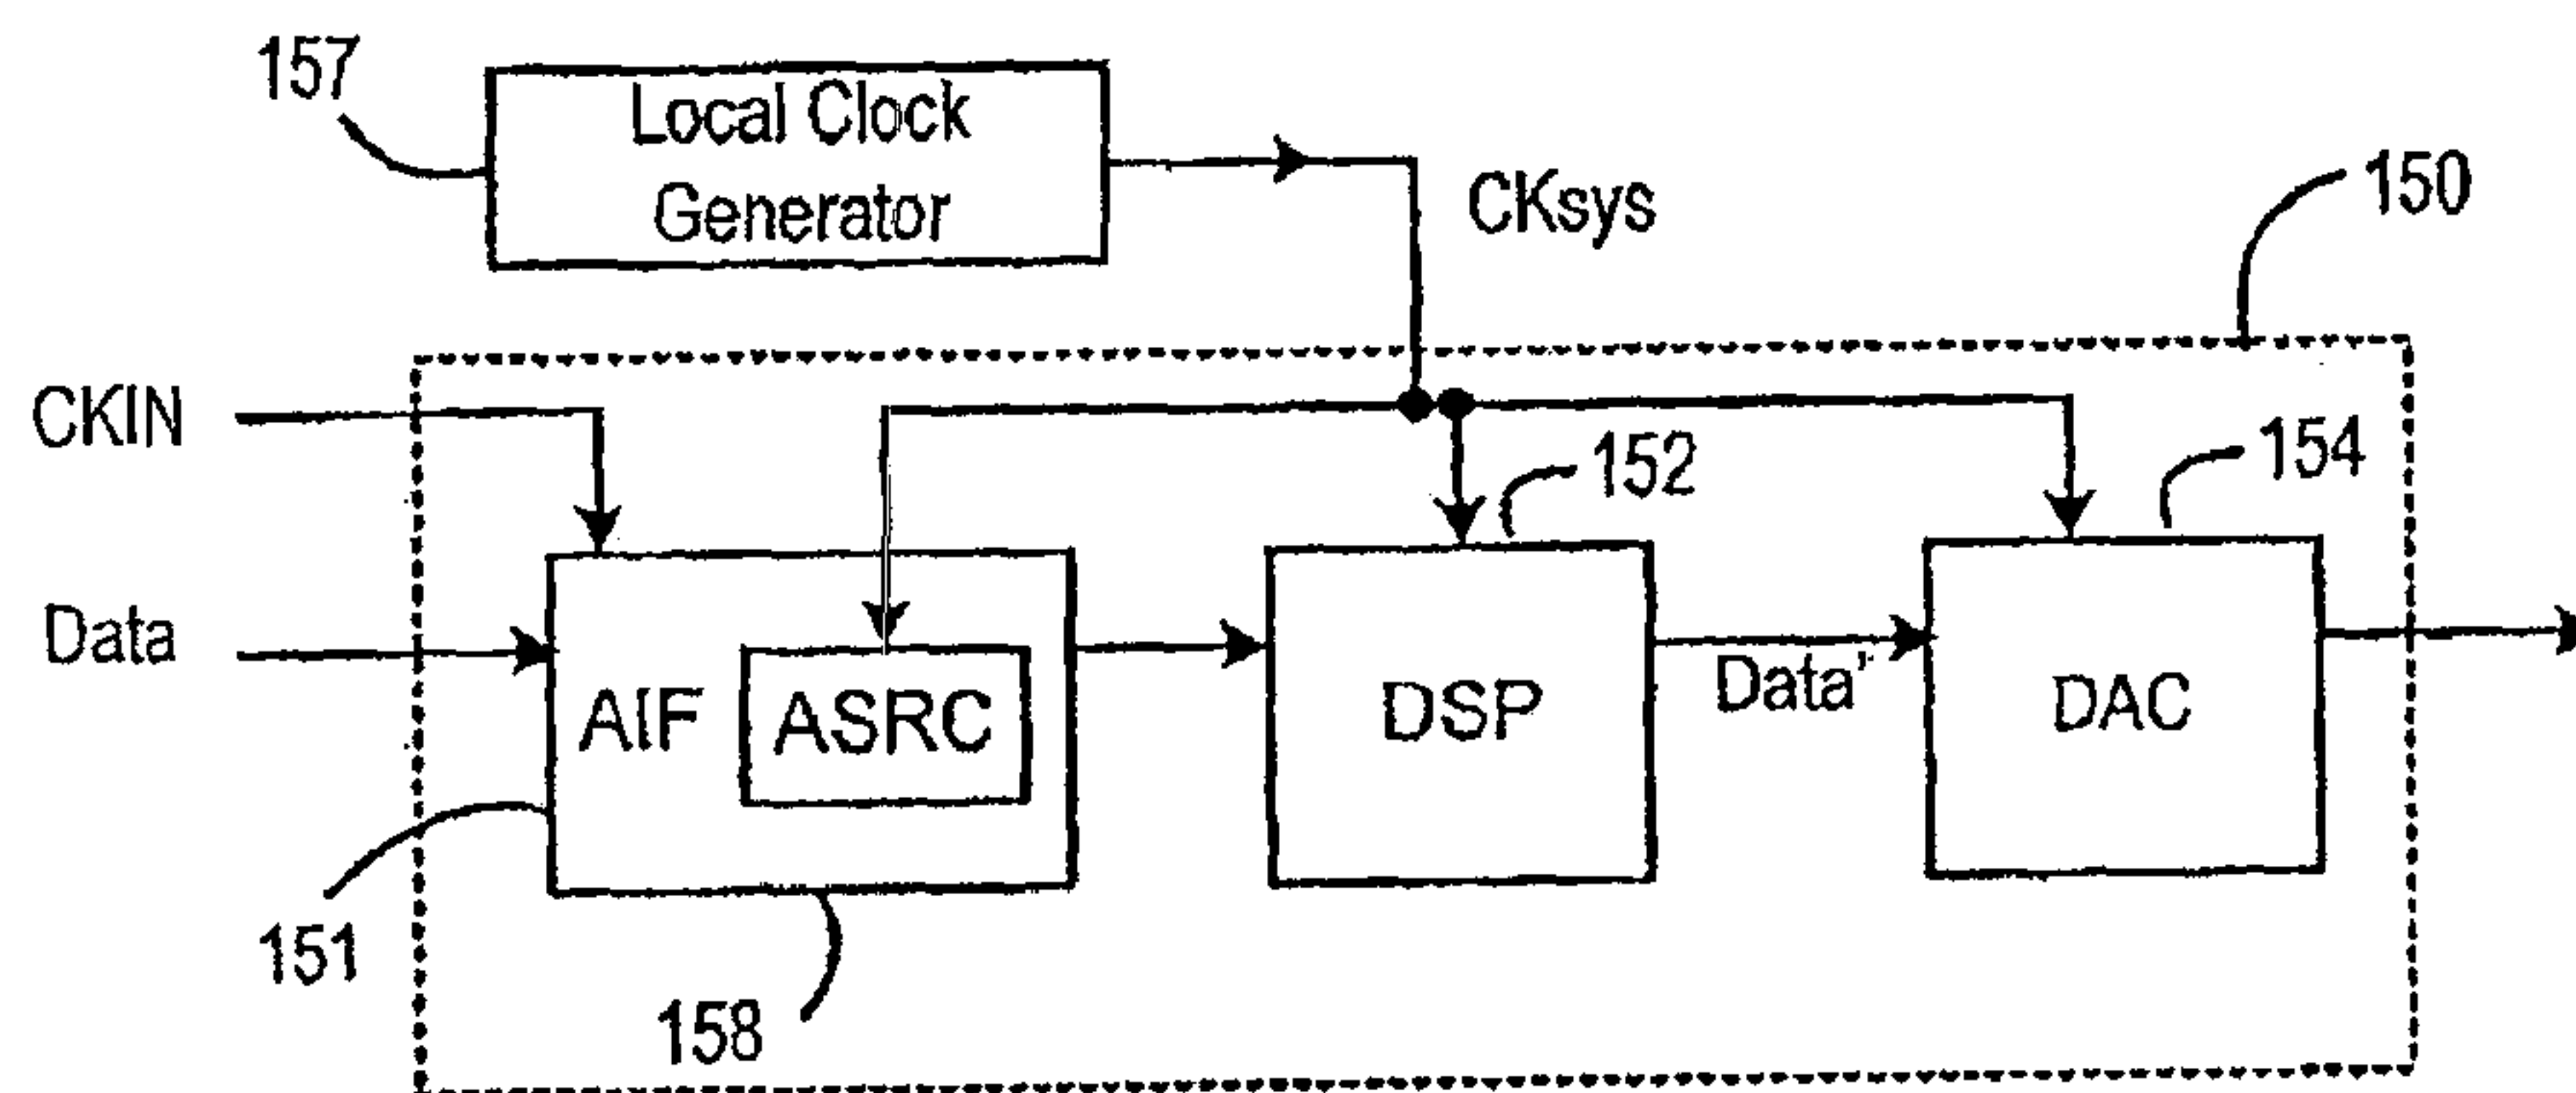 157
Local Clock
Generator
CKsys
150
CKIN
152
154
Data
AIF
ASRC
DSP
Data'
DAC
151
158